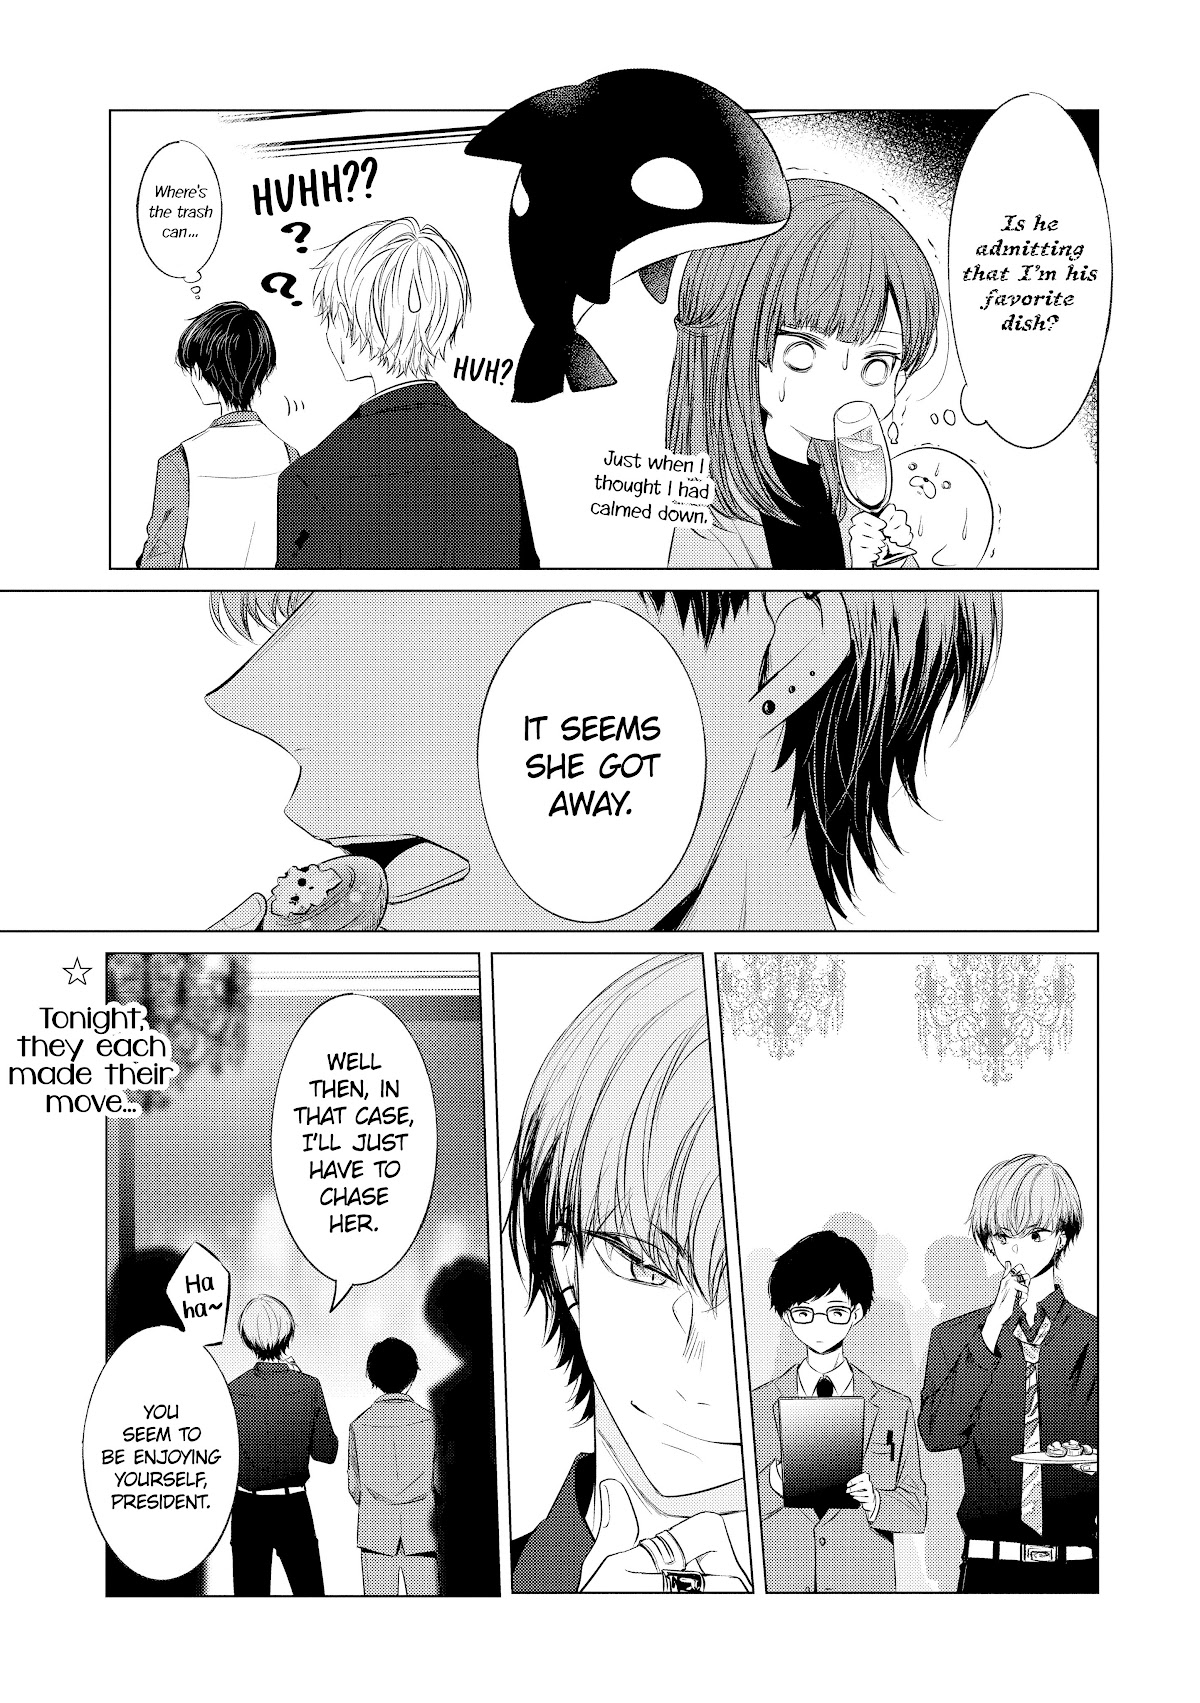 Is he
admitting
that I'm his
favorite
dish?
Just when I
thought I had
calmed down.
HUH?
HUHH??
?
?
Where's
the trash
can...
IT SEEMS
SHE GOT
AWAY.
WELL
THEN, IN
THAT CASE,
I'LL JUST
HAVE TO
CHASE
HER.
Ha
ha~
YOU
SEEM TO
BE ENJOYING
YOURSELF,
PRESIDENT.
☆
Tonight,
they each
made their
move...